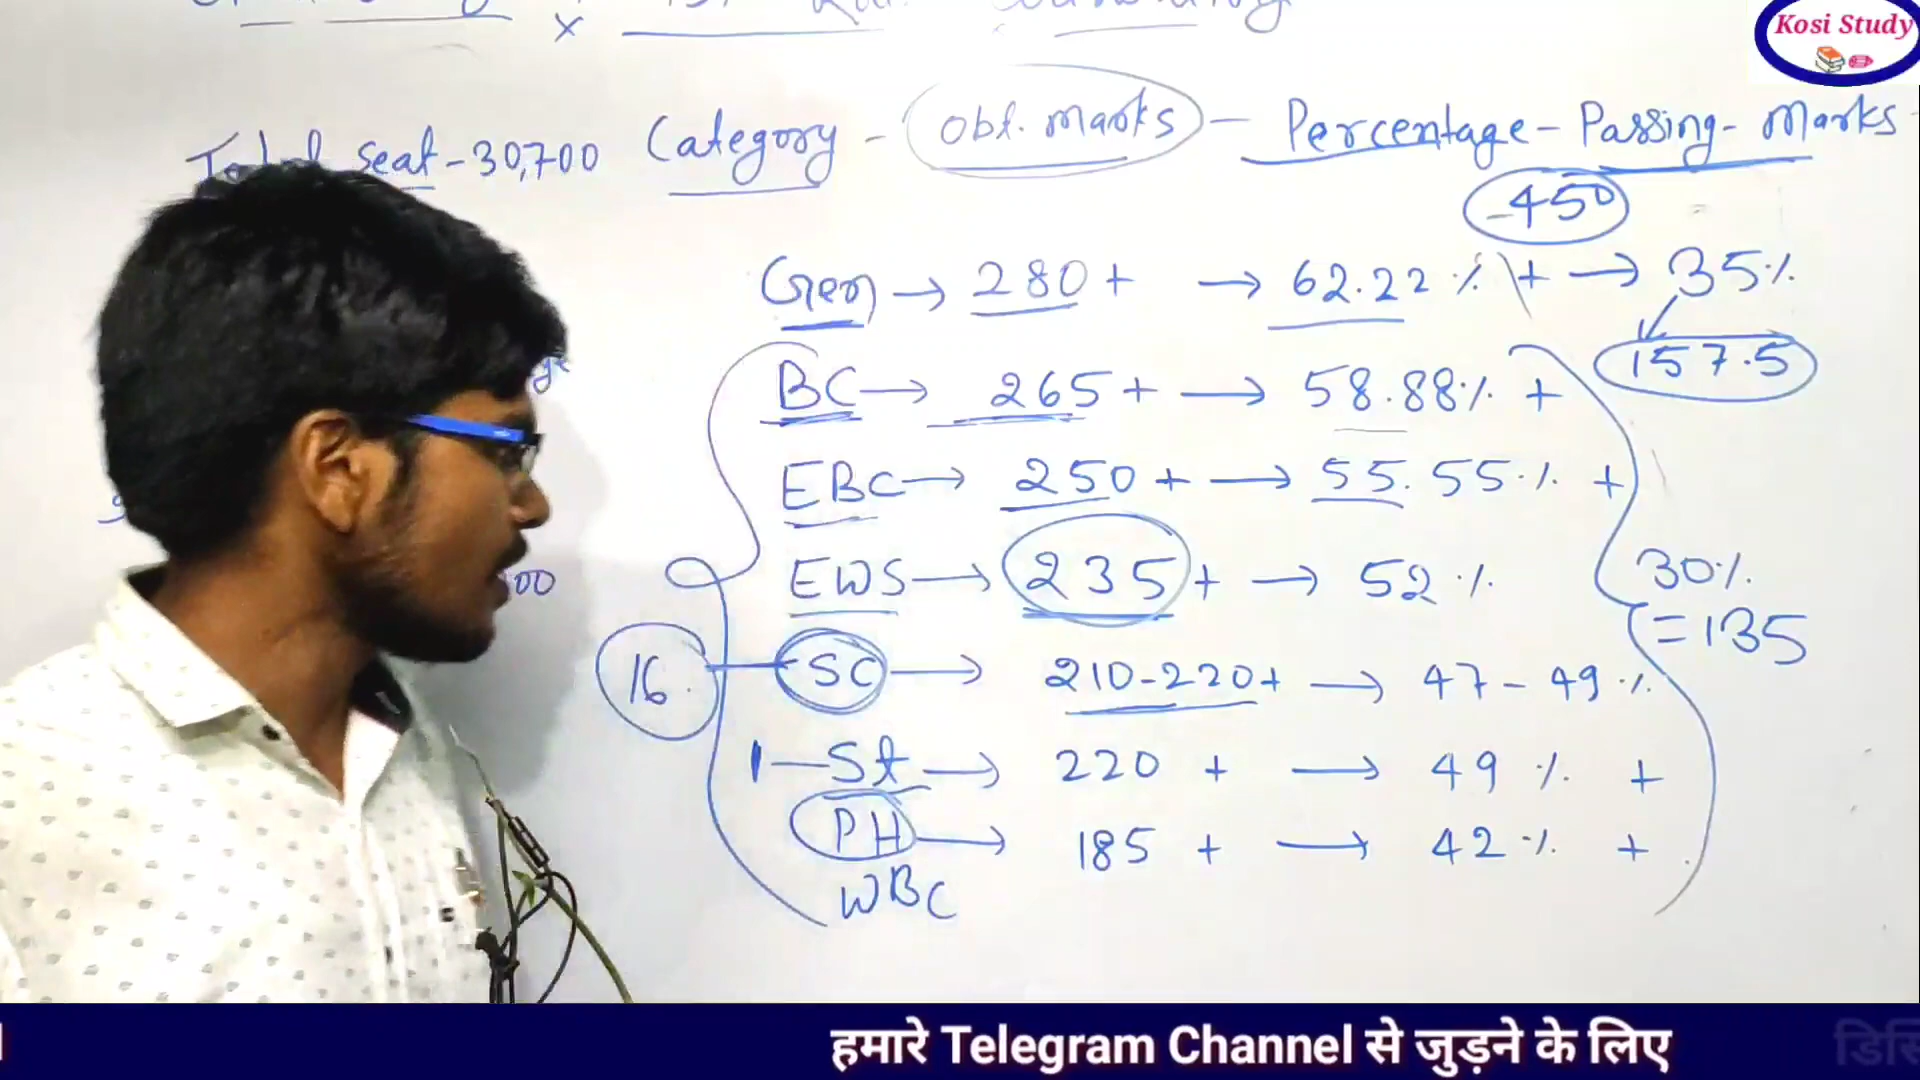 Kosi Study
Total seat - 30,700 Category - Obt. marks - Percentage - Passing - Marks -
- 450
Gen → 280+ → 62.22 % + → 35%
157.5
BC → 265+ → 58.88% +
EBC → 250+ → 55.55% +
EWS → 235+ → 52 %
30%
= 135
16 - SC → 210-220+ → 47 - 49 %
1 - St → 220 + → 49 % +
PH → 185 + → 42 % +
WBC
हमारे Telegram Channel से जुड़ने के लिए